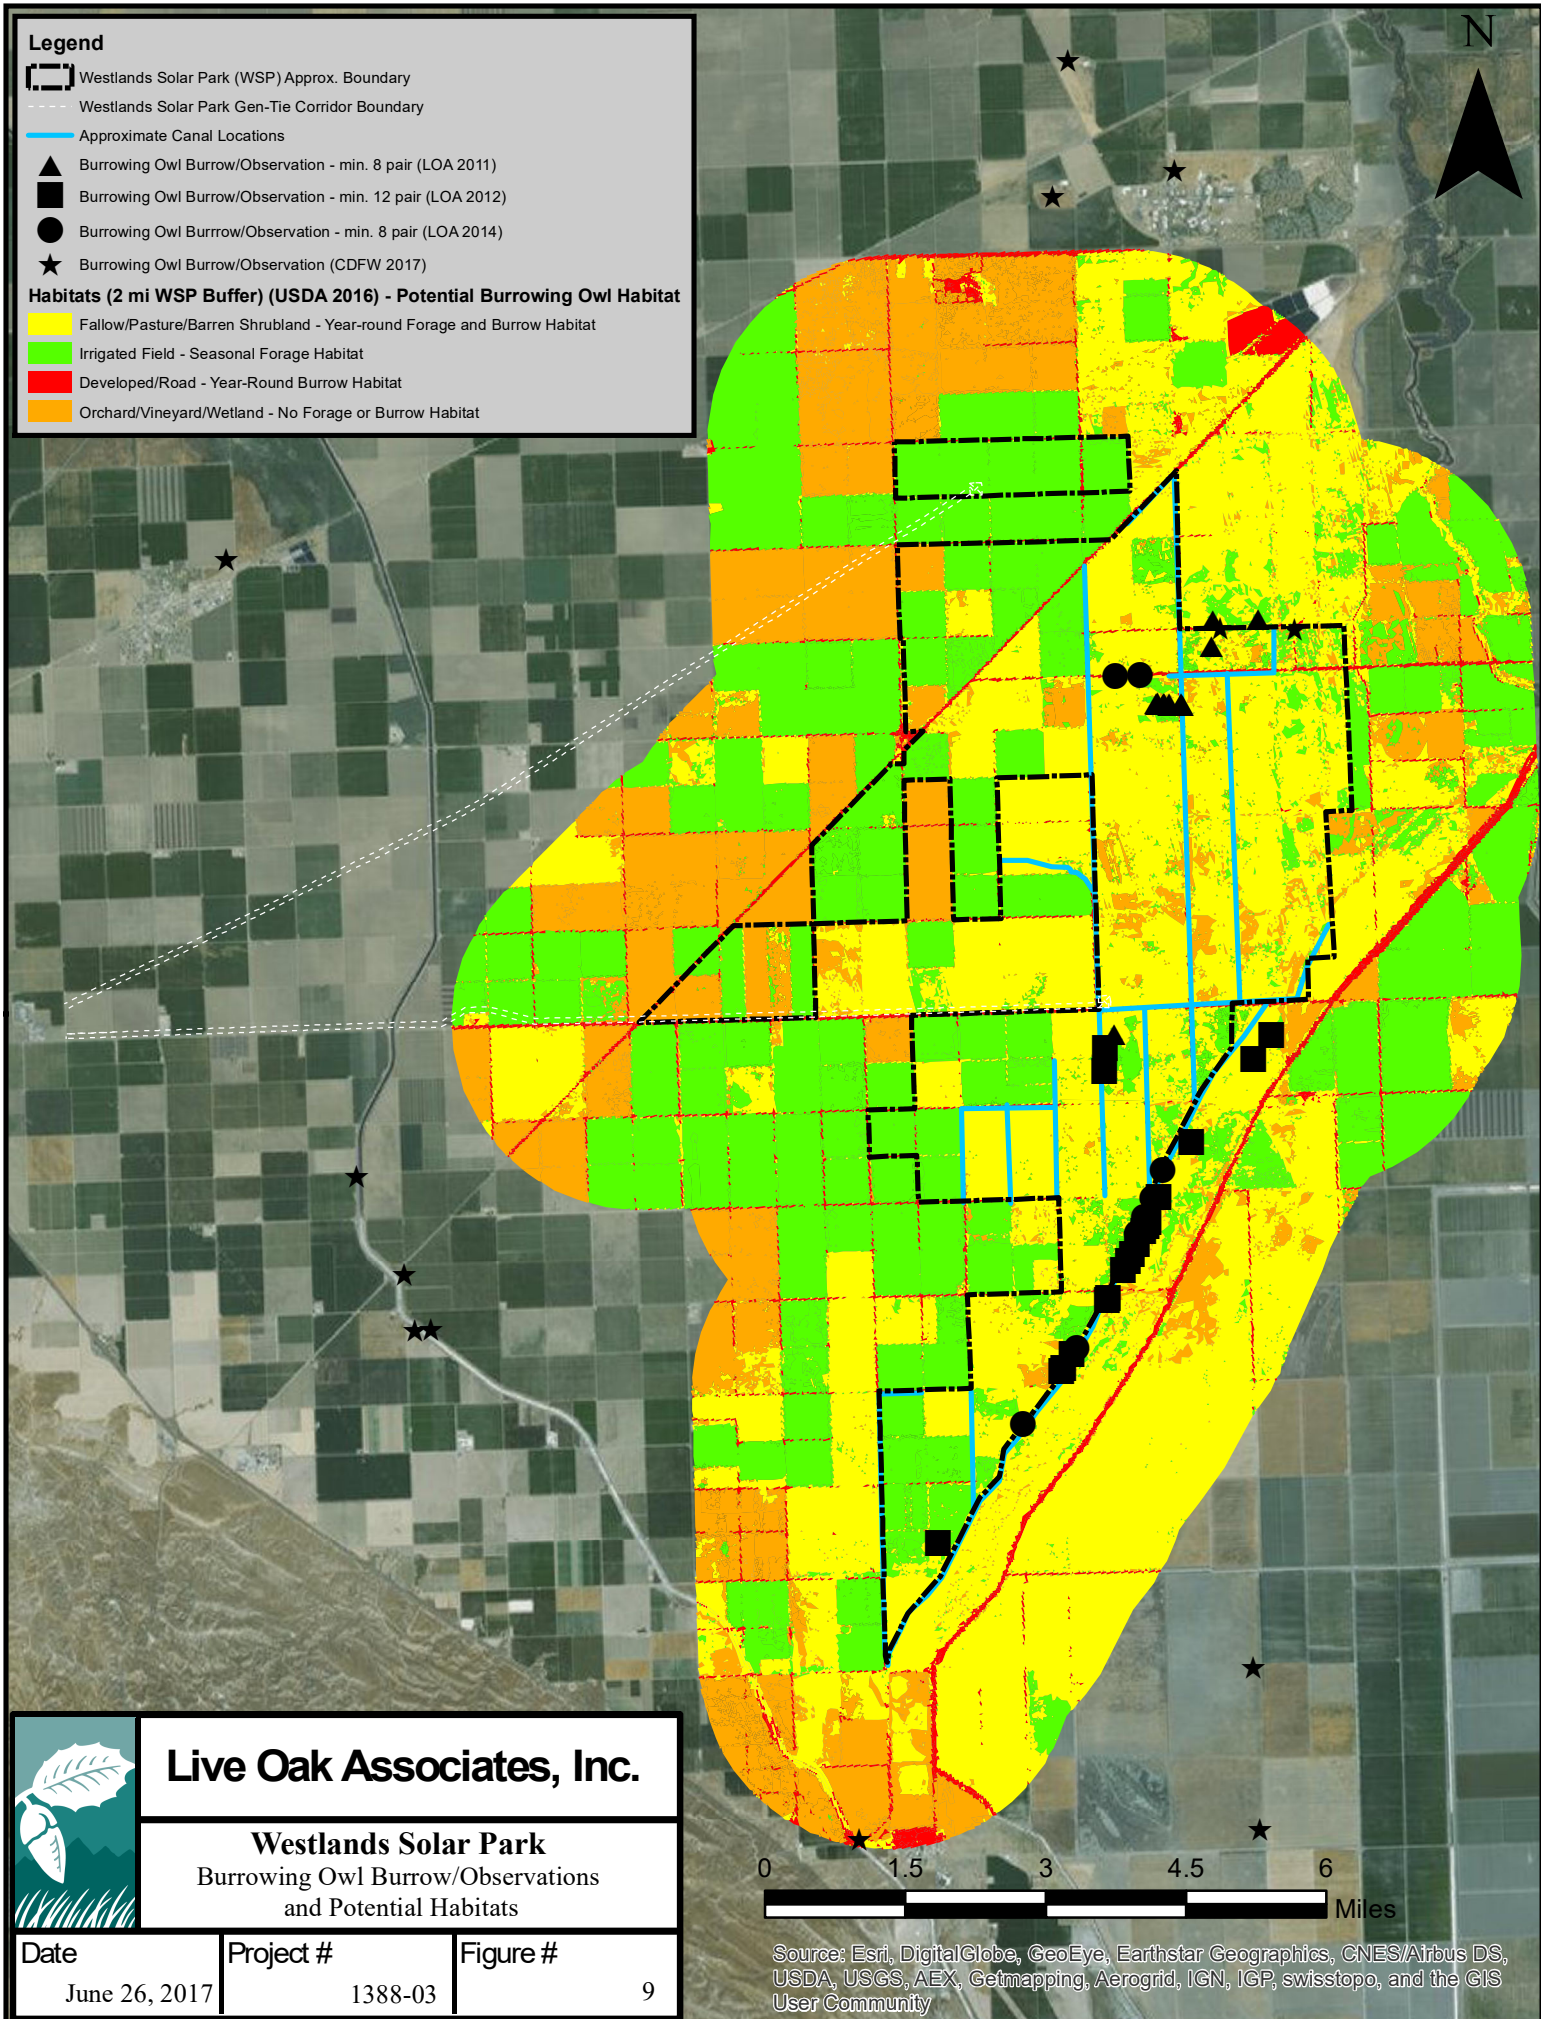 Legend
Westlands Solar Park (WSP) Approx. Boundary
Westlands Solar Park Gen-Tie Corridor Boundary
Approximate Canal Locations
Burrowing Owl Burrow/Observation - min. 8 pair (LOA 2011)
Burrowing Owl Burrow/Observation - min. 12 pair (LOA 2012)
Burrowing Owl Burrrow/Observation - min. 8 pair (LOA 2014)
Burrowing Owl Burrow/Observation (CDFW 2017)
Habitats (2 mi WSP Buffer) (USDA 2016) - Potential Burrowing Owl Habitat
Fallow/Pasture/Barren Shrubland - Year-round Forage and Burrow Habitat
Irrigated Field - Seasonal Forage Habitat
Developed/Road - Year-Round Burrow Habitat
Orchard/Vineyard/Wetland - No Forage or Burrow Habitat
N
Live Oak Associates, Inc.
Westlands Solar Park
Burrowing Owl Burrow/Observations
and Potential Habitats
Date
June 26, 2017
Project #
1388-03
Figure #
9
0 1.5 3 4.5 6
Miles
Source: Esri, DigitalGlobe, GeoEye, Earthstar Geographics, CNES/Airbus DS,
USDA, USGS, AEX, Getmapping, Aerogrid, IGN, IGP, swisstopo, and the GIS
User Community